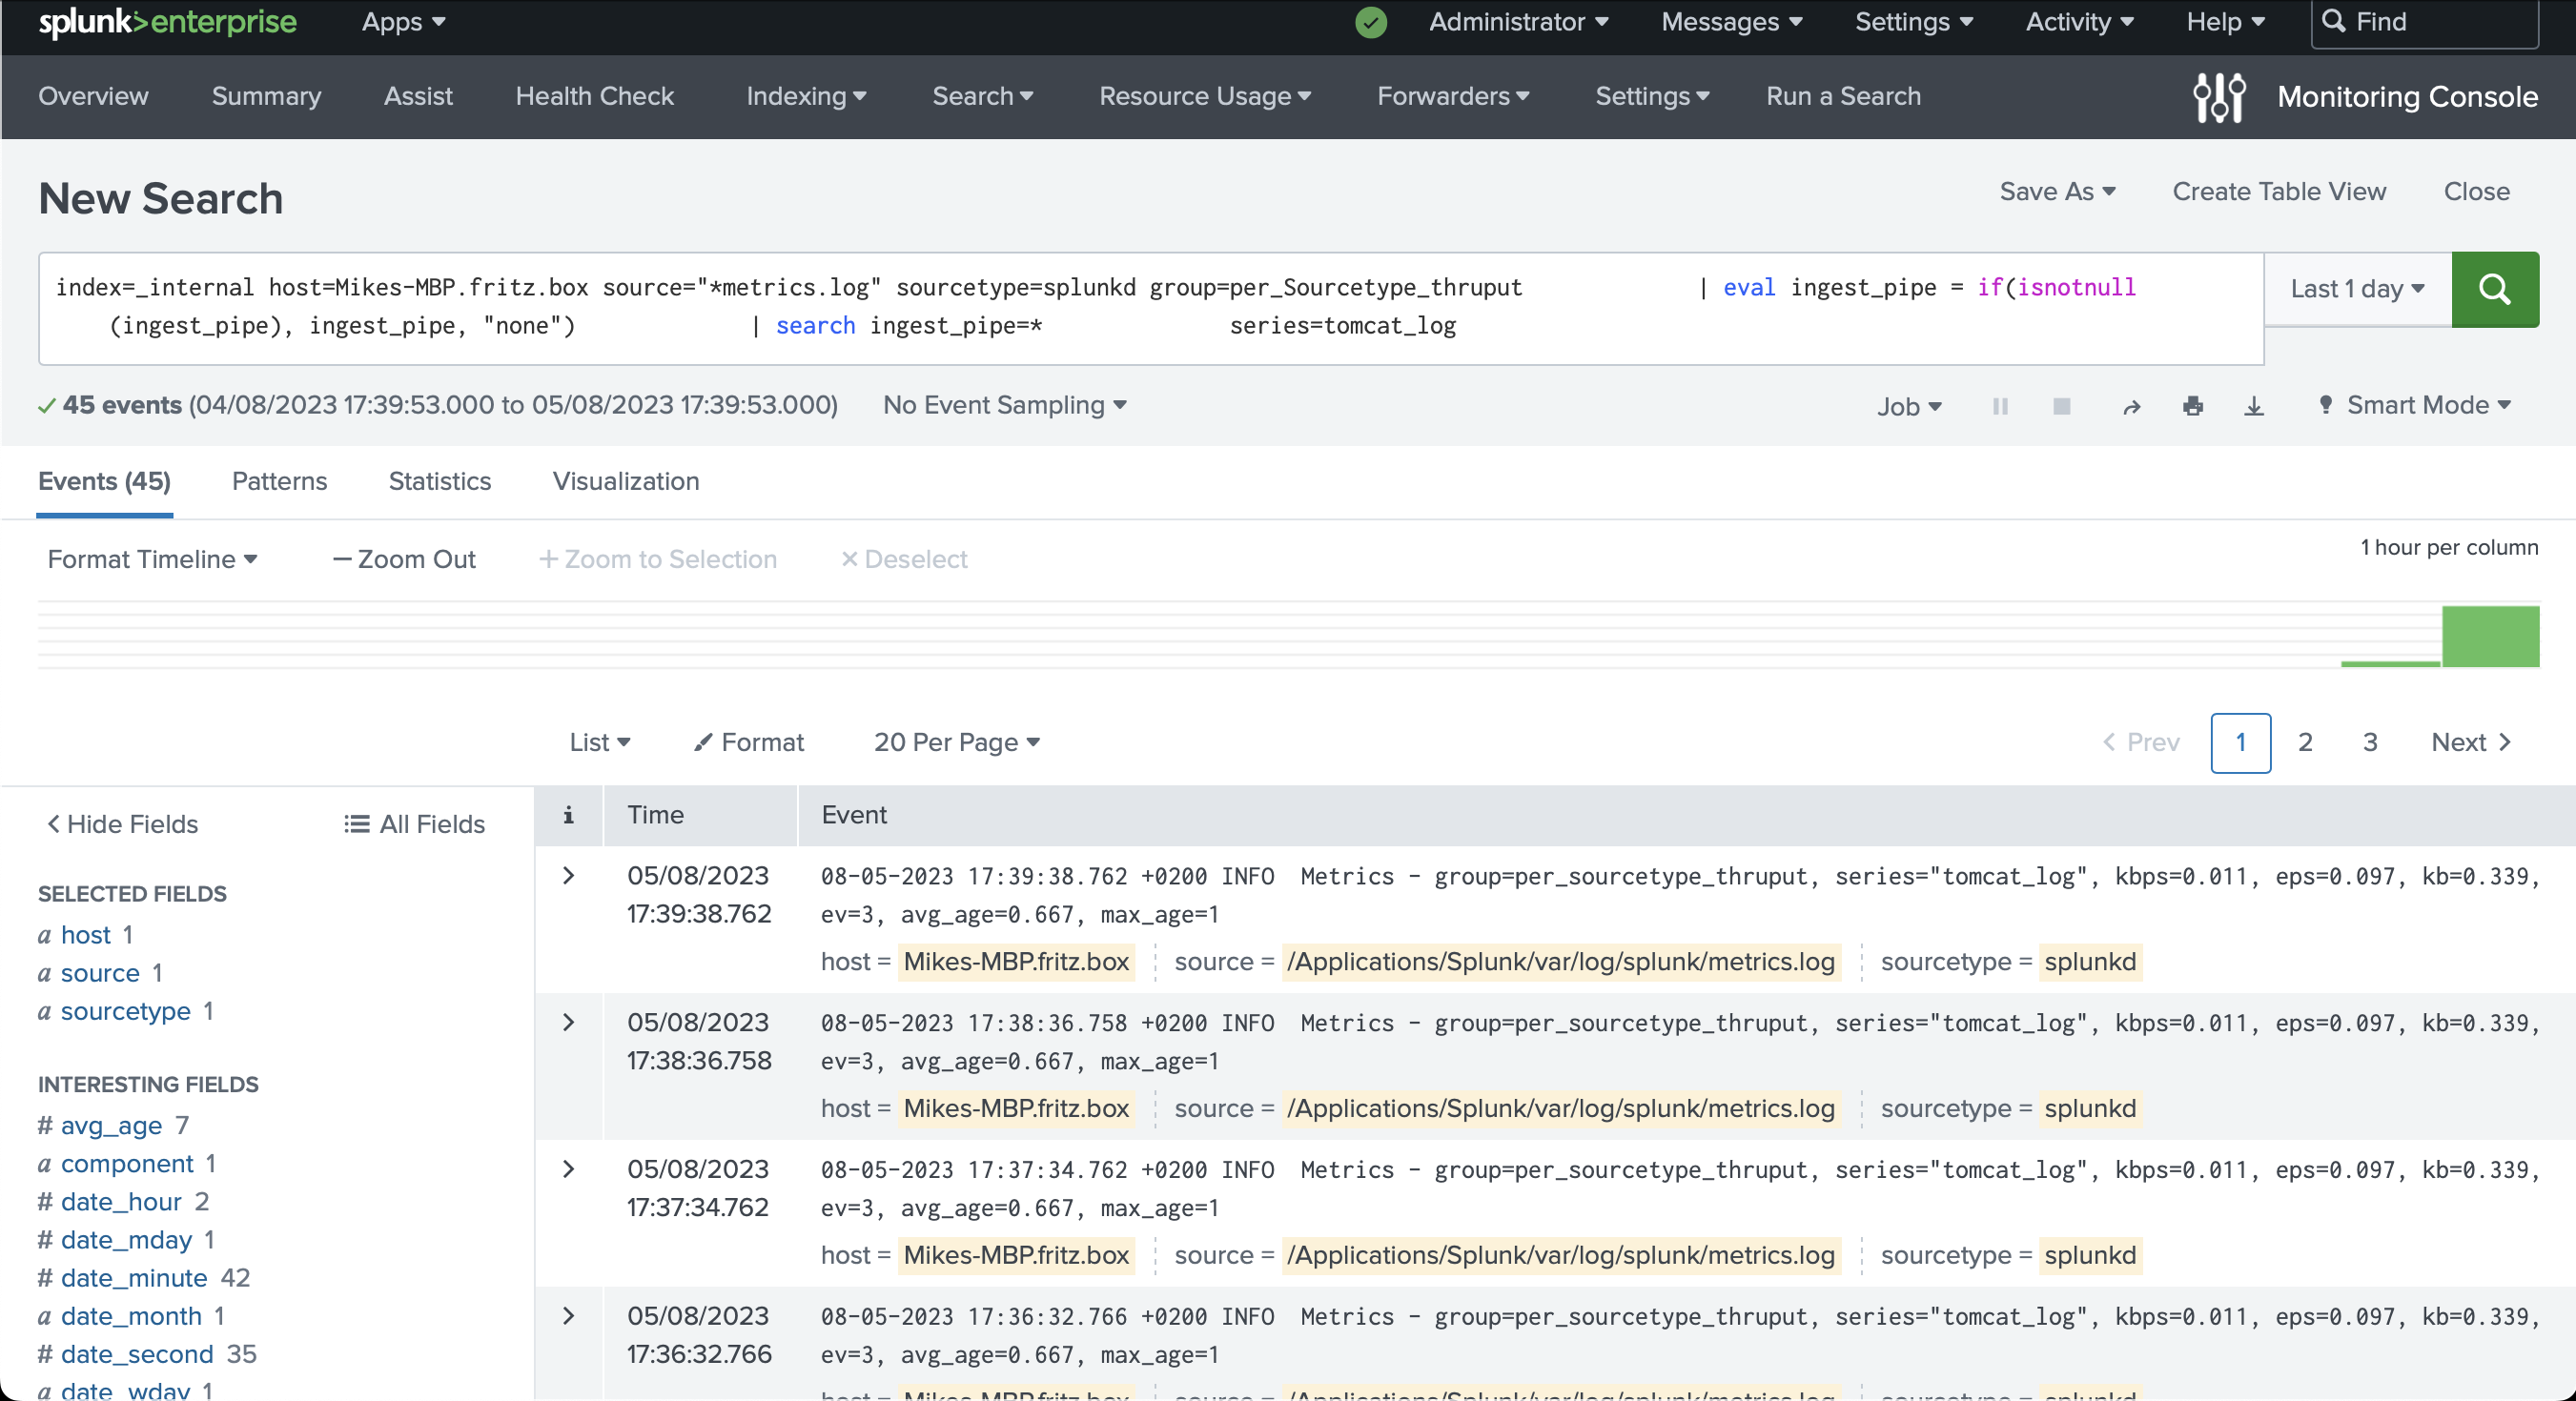 splunk>enterprise Apps Administrator Messages Settings Activity Help Find
Overview Summary Assist Health Check Indexing Search Resource Usage Forwarders Settings Run a Search Monitoring Console
New Search Save As Create Table View Close
index=_internal host=Mikes-MBP.fritz.box source="*metrics.log" sourcetype=splunkd group=per_Sourcetype_thruput | eval ingest_pipe = if(isnotnull
(ingest_pipe), ingest_pipe, "none") | search ingest_pipe=* series=tomcat_log
Last 1 day
45 events (04/08/2023 17:39:53.000 to 05/08/2023 17:39:53.000) No Event Sampling Job Smart Mode
Events (45) Patterns Statistics Visualization
Format Timeline — Zoom Out + Zoom to Selection × Deselect 1 hour per column
List Format 20 Per Page < Prev 1 2 3 Next >
< Hide Fields All Fields
SELECTED FIELDS
a host 1
a source 1
a sourcetype 1
INTERESTING FIELDS
# avg_age 7
a component 1
# date_hour 2
# date_mday 1
# date_minute 42
a date_month 1
# date_second 35
a date_wday 1
i Time Event
05/08/2023 08-05-2023 17:39:38.762 +0200 INFO Metrics - group=per_sourcetype_thruput, series="tomcat_log", kbps=0.011, eps=0.097, kb=0.339,
17:39:38.762 ev=3, avg_age=0.667, max_age=1
host = Mikes-MBP.fritz.box source = /Applications/Splunk/var/log/splunk/metrics.log sourcetype = splunkd
05/08/2023 08-05-2023 17:38:36.758 +0200 INFO Metrics - group=per_sourcetype_thruput, series="tomcat_log", kbps=0.011, eps=0.097, kb=0.339,
17:38:36.758 ev=3, avg_age=0.667, max_age=1
host = Mikes-MBP.fritz.box source = /Applications/Splunk/var/log/splunk/metrics.log sourcetype = splunkd
05/08/2023 08-05-2023 17:37:34.762 +0200 INFO Metrics - group=per_sourcetype_thruput, series="tomcat_log", kbps=0.011, eps=0.097, kb=0.339,
17:37:34.762 ev=3, avg_age=0.667, max_age=1
host = Mikes-MBP.fritz.box source = /Applications/Splunk/var/log/splunk/metrics.log sourcetype = splunkd
05/08/2023 08-05-2023 17:36:32.766 +0200 INFO Metrics - group=per_sourcetype_thruput, series="tomcat_log", kbps=0.011, eps=0.097, kb=0.339,
17:36:32.766 ev=3, avg_age=0.667, max_age=1
host = Mikes-MBP.fritz.box source = /Applications/Splunk/var/log/splunk/metrics.log sourcetype = splunkd